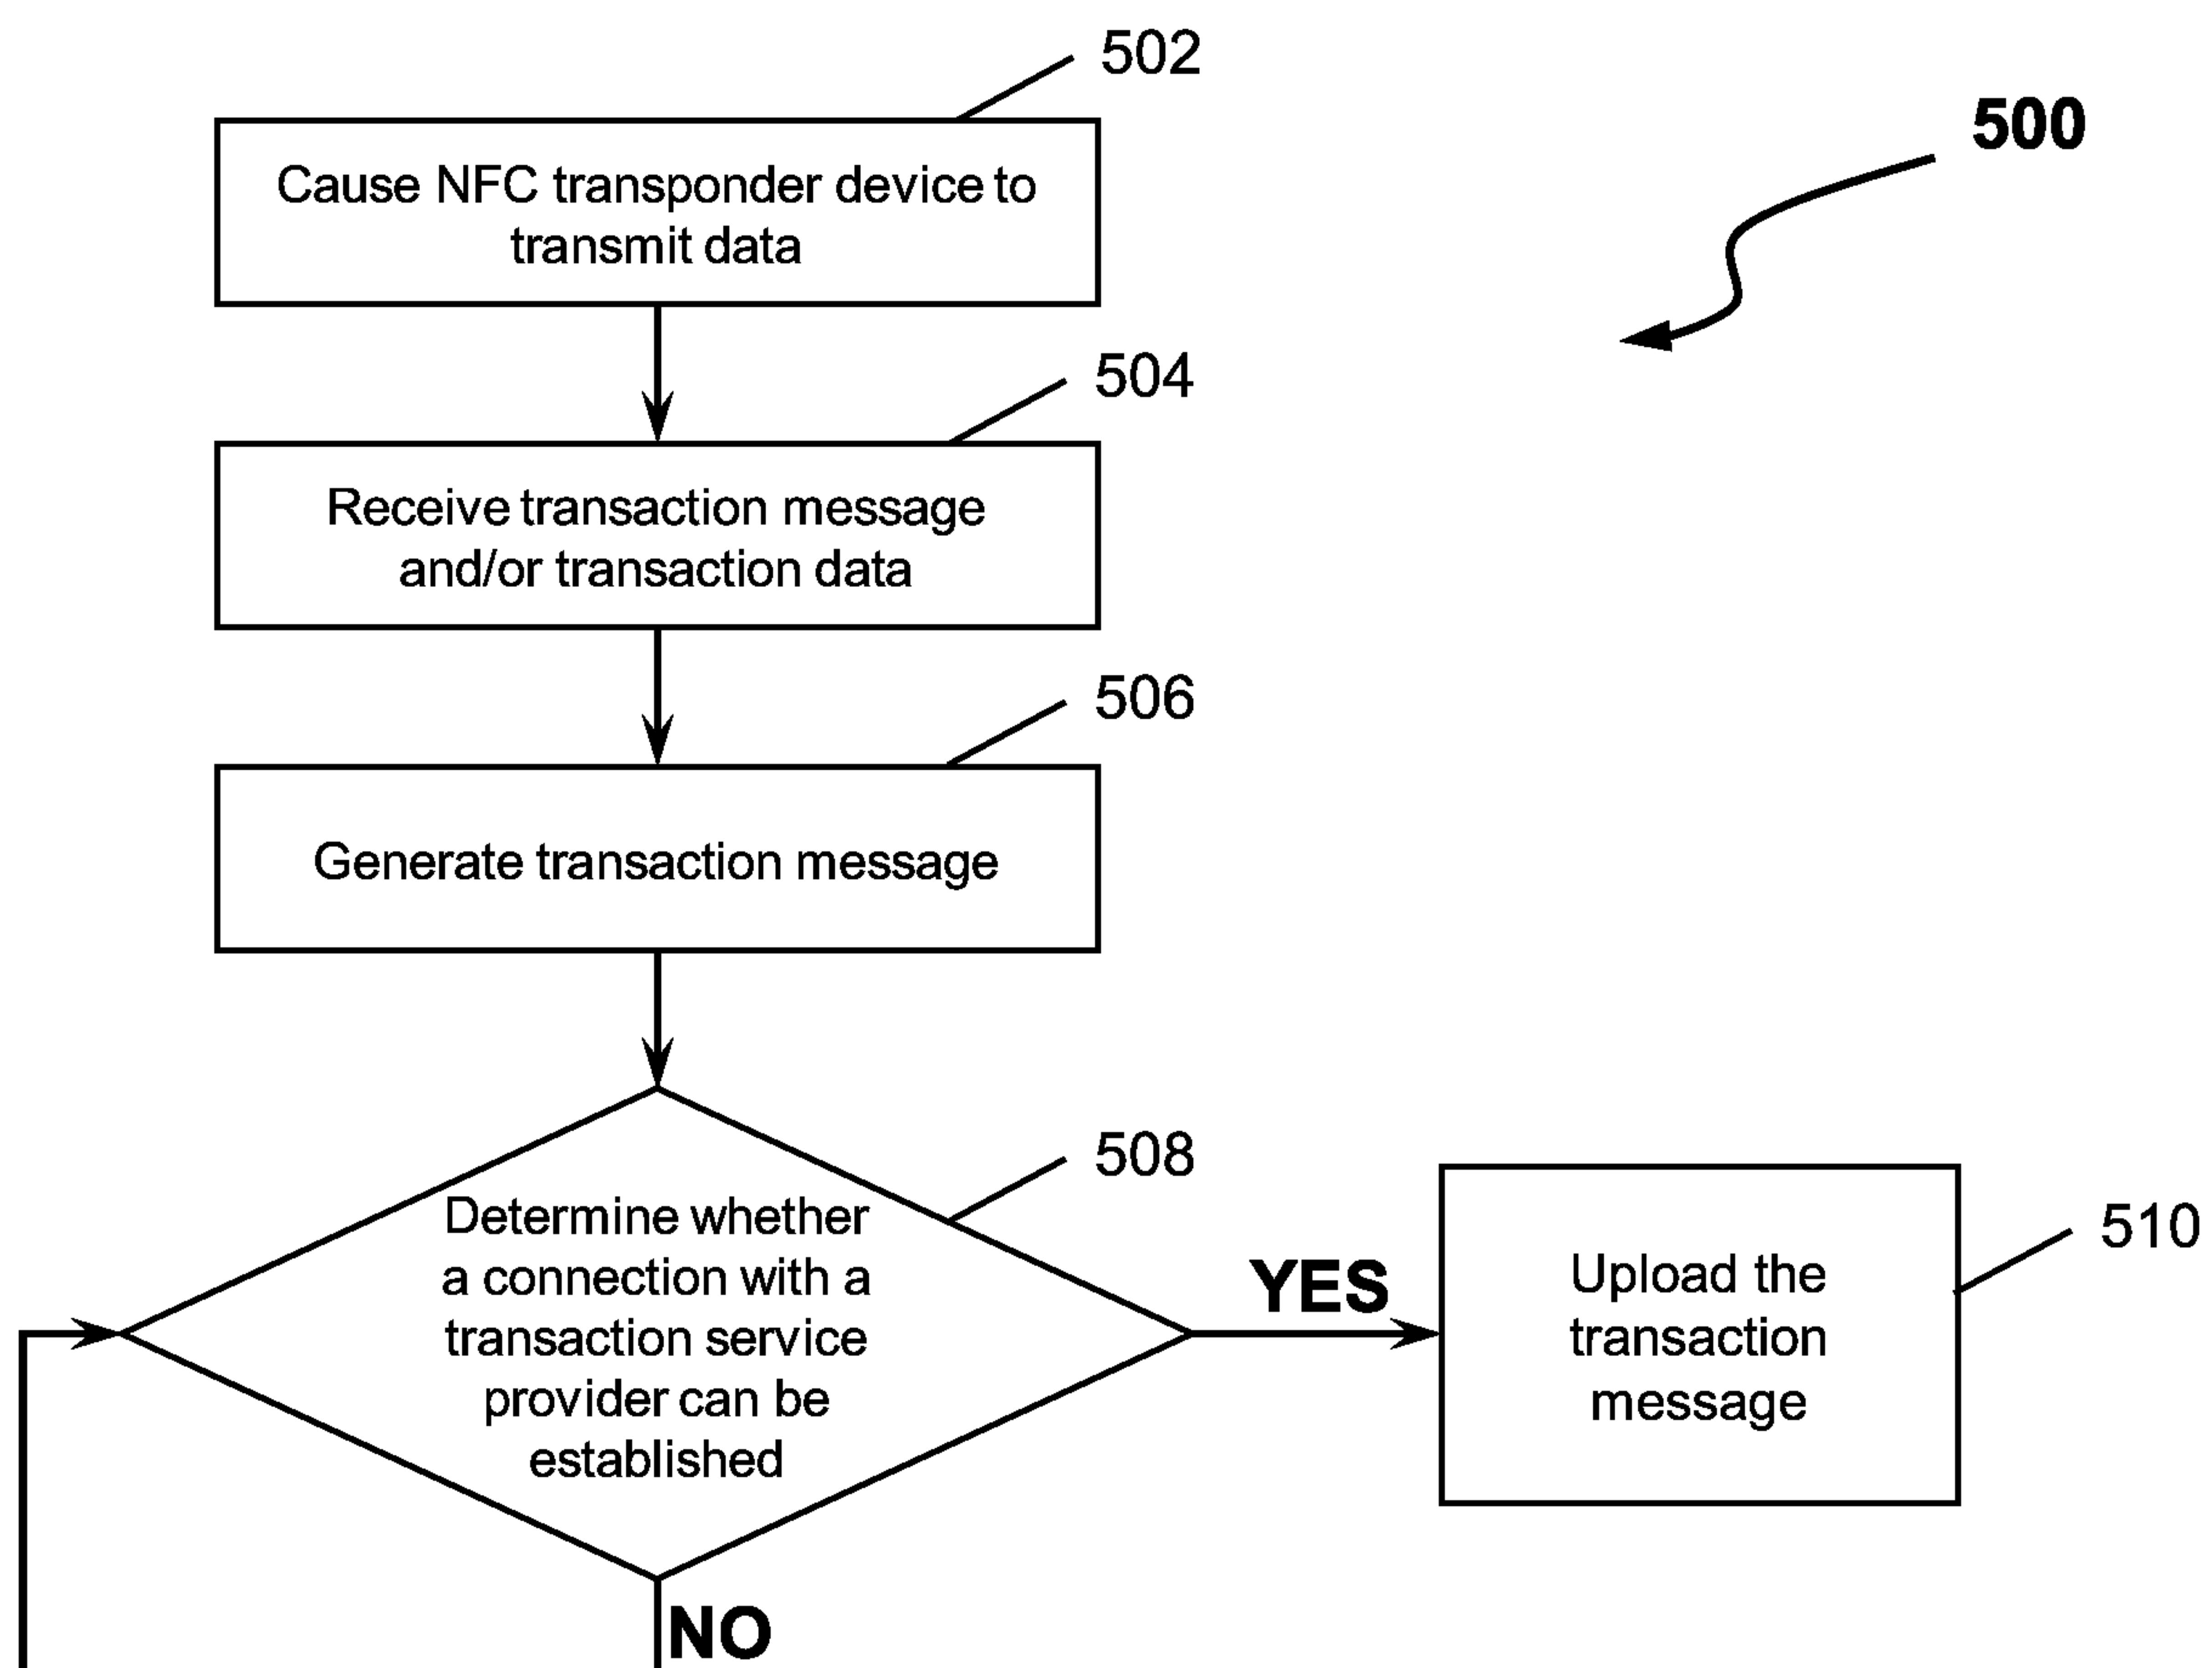 502
500
Cause NFC transponder device to
transmit data
504
Receive transaction message
and/or transaction data
506
Generate transaction message
508
Determine whether
a connection with a
transaction service
provider can be
established
YES
510
Upload the
transaction
message
NO